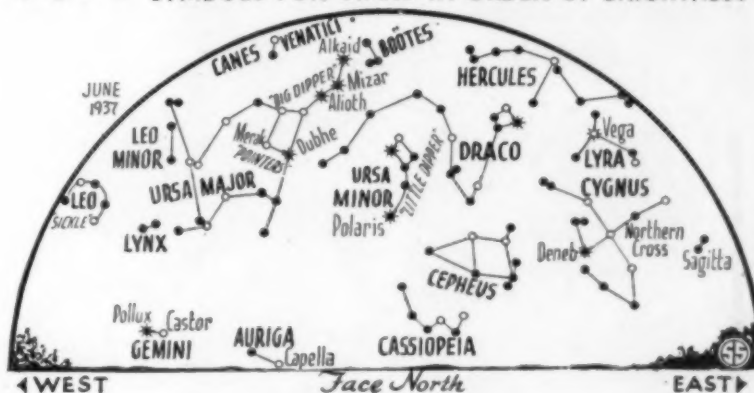 CANES VENATICI
Alkaid
BOÖTES
HERCULES
JUNE
1937
"BIG DIPPER"
Mizar
Alioth
LEO
MINOR
Merak
POINTERS
Dubhe
DRACO
Vega
LYRA
URSA MAJOR
URSA
MINOR
"LITTLE DIPPER"
CYGNUS
LEO
SICKLE
LYNX
Polaris
Deneb
Northern
Cross
Sagitta
CEPHEUS
Pollux
Castor
GEMINI
AURIGA
Capella
CASSIOPEIA
SS
◄WEST
Face North
EAST►